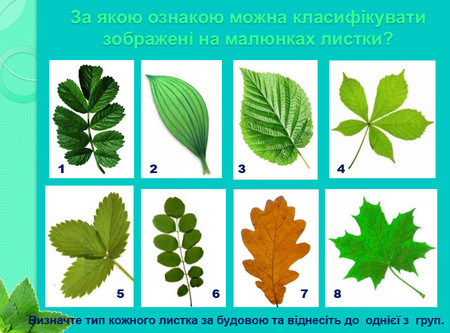 За якою ознакою можна класифікувати
зображені на малюнках листки?
1 2 3 4
5 6 7 8
Визначте тип кожного листка за будовою та віднесіть до однієї з груп.